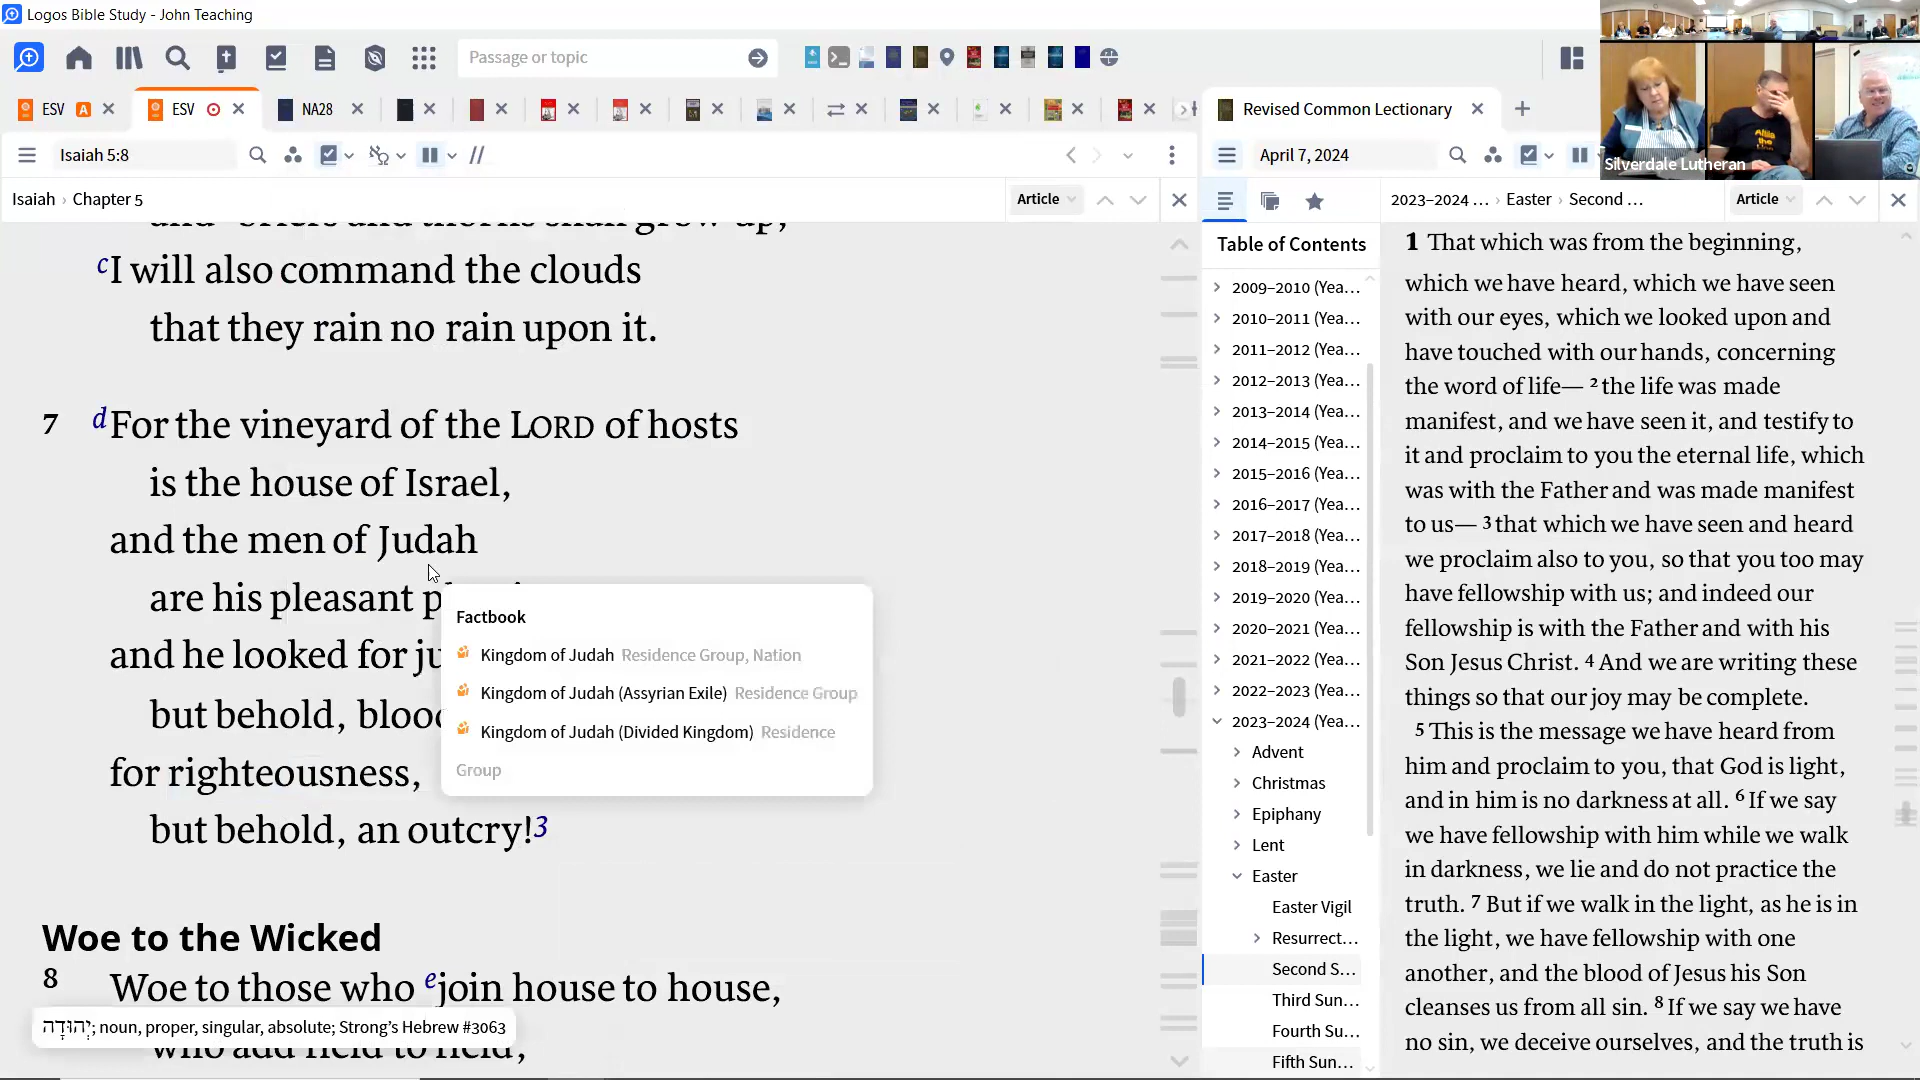 Logos Bible Study - John Teaching
Passage or topic
ESV A
ESV
NA28
Isaiah 5:8
Isaiah › Chapter 5
Article
cI will also command the clouds
that they rain no rain upon it.
7 dFor the vineyard of the LORD of hosts
is the house of Israel,
and the men of Judah
are his pleasant
and he looked for
but behold,
for righteousness,
but behold, an outcry!3
Factbook
Kingdom of Judah Residence Group, Nation
Kingdom of Judah (Assyrian Exile) Residence Group
Kingdom of Judah (Divided Kingdom) Residence
Group
Woe to the Wicked
8 Woe to those who ejoin house to house,
יְהוּדָה; noun, proper, singular, absolute; Strong’s Hebrew #3063
Revised Common Lectionary
April 7, 2024
Silverdale Lutheran
2023–2024 ... › Easter › Second ...
Article
Table of Contents
2009–2010 (Yea...
2010–2011 (Yea...
2011–2012 (Yea...
2012–2013 (Yea...
2013–2014 (Yea...
2014–2015 (Yea...
2015–2016 (Yea...
2016–2017 (Yea...
2017–2018 (Yea...
2018–2019 (Yea...
2019–2020 (Yea...
2020–2021 (Yea...
2021–2022 (Yea...
2022–2023 (Yea...
2023–2024 (Yea...
Advent
Christmas
Epiphany
Lent
Easter
Easter Vigil
Resurrect...
Second S...
Third Sun...
Fourth Su...
Fifth Sun...
1 That which was from the beginning,
which we have heard, which we have seen
with our eyes, which we looked upon and
have touched with our hands, concerning
the word of life— 2 the life was made
manifest, and we have seen it, and testify to
it and proclaim to you the eternal life, which
was with the Father and was made manifest
to us— 3 that which we have seen and heard
we proclaim also to you, so that you too may
have fellowship with us; and indeed our
fellowship is with the Father and with his
Son Jesus Christ. 4 And we are writing these
things so that our joy may be complete.
5 This is the message we have heard from
him and proclaim to you, that God is light,
and in him is no darkness at all. 6 If we say
we have fellowship with him while we walk
in darkness, we lie and do not practice the
truth. 7 But if we walk in the light, as he is in
the light, we have fellowship with one
another, and the blood of Jesus his Son
cleanses us from all sin. 8 If we say we have
no sin, we deceive ourselves, and the truth is